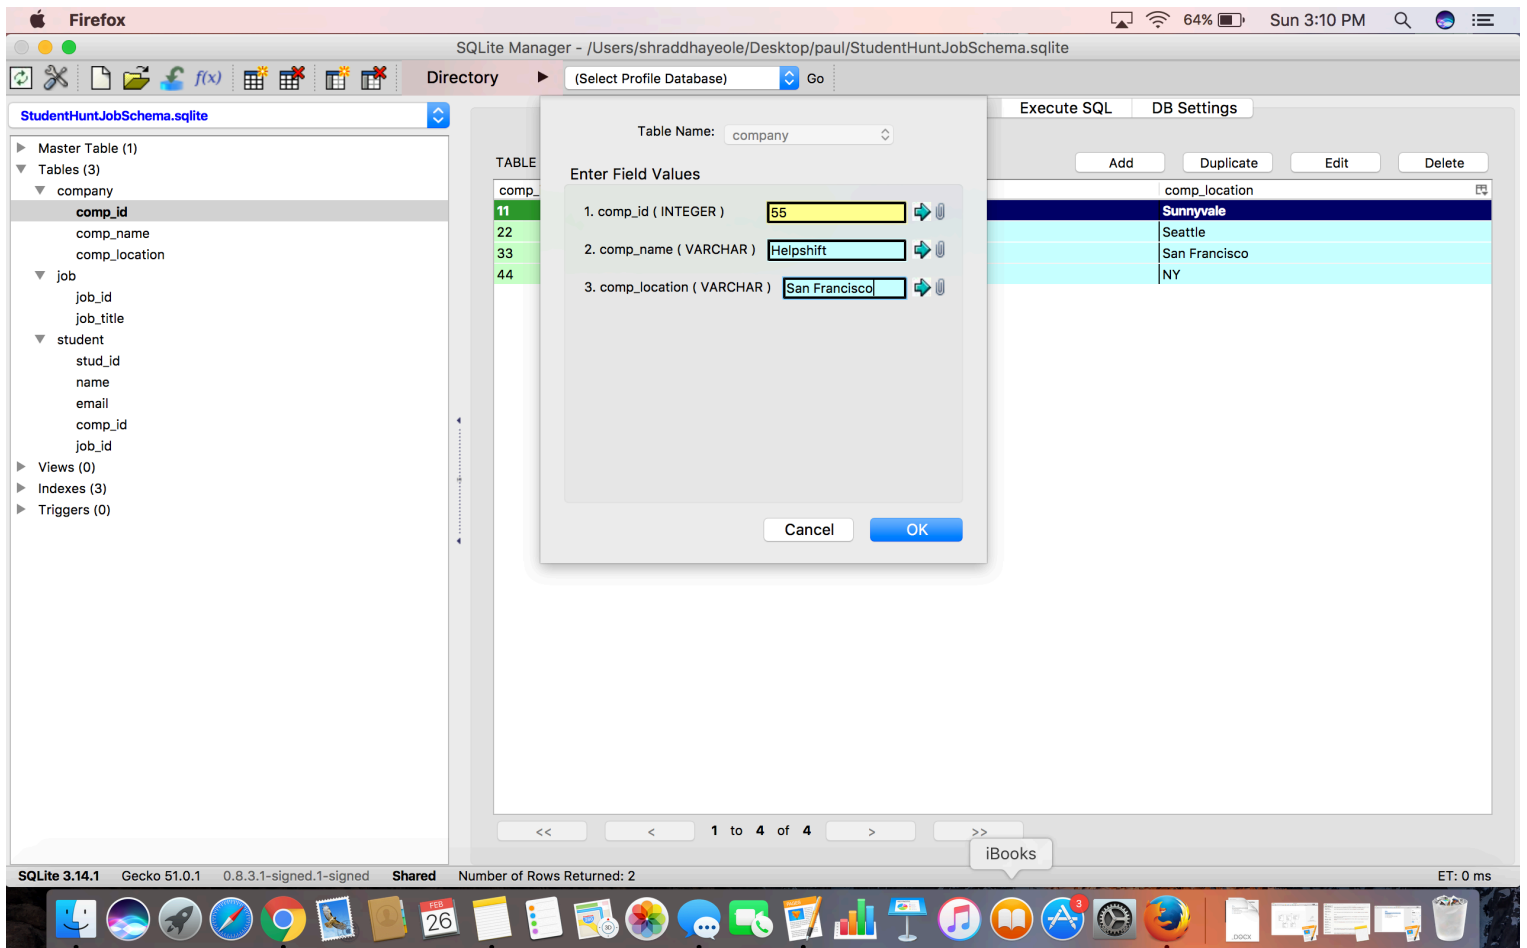 Firefox
64%
Sun 3:10 PM
SQLite Manager - /Users/shraddhayeole/Desktop/paul/StudentHuntJobSchema.sqlite
f(x)
Directory
(Select Profile Database)
Go
StudentHuntJobSchema.sqlite
Master Table (1)
Tables (3)
company
comp_id
comp_name
comp_location
job
job_id
job_title
student
stud_id
name
email
comp_id
job_id
Views (0)
Indexes (3)
Triggers (0)
Execute SQL
DB Settings
Table Name:
company
Enter Field Values
1. comp_id ( INTEGER )
55
2. comp_name ( VARCHAR )
Helpshift
3. comp_location ( VARCHAR )
San Francisco
Cancel
OK
TABLE
Add
Duplicate
Edit
Delete
comp_
comp_location
11
Sunnyvale
22
Seattle
33
San Francisco
44
NY
<<
<
1 to 4 of 4
>
>>
iBooks
SQLite 3.14.1
Gecko 51.0.1
0.8.3.1-signed.1-signed
Shared
Number of Rows Returned: 2
ET: 0 ms
FEB
26
PAGES
3
.DOCX